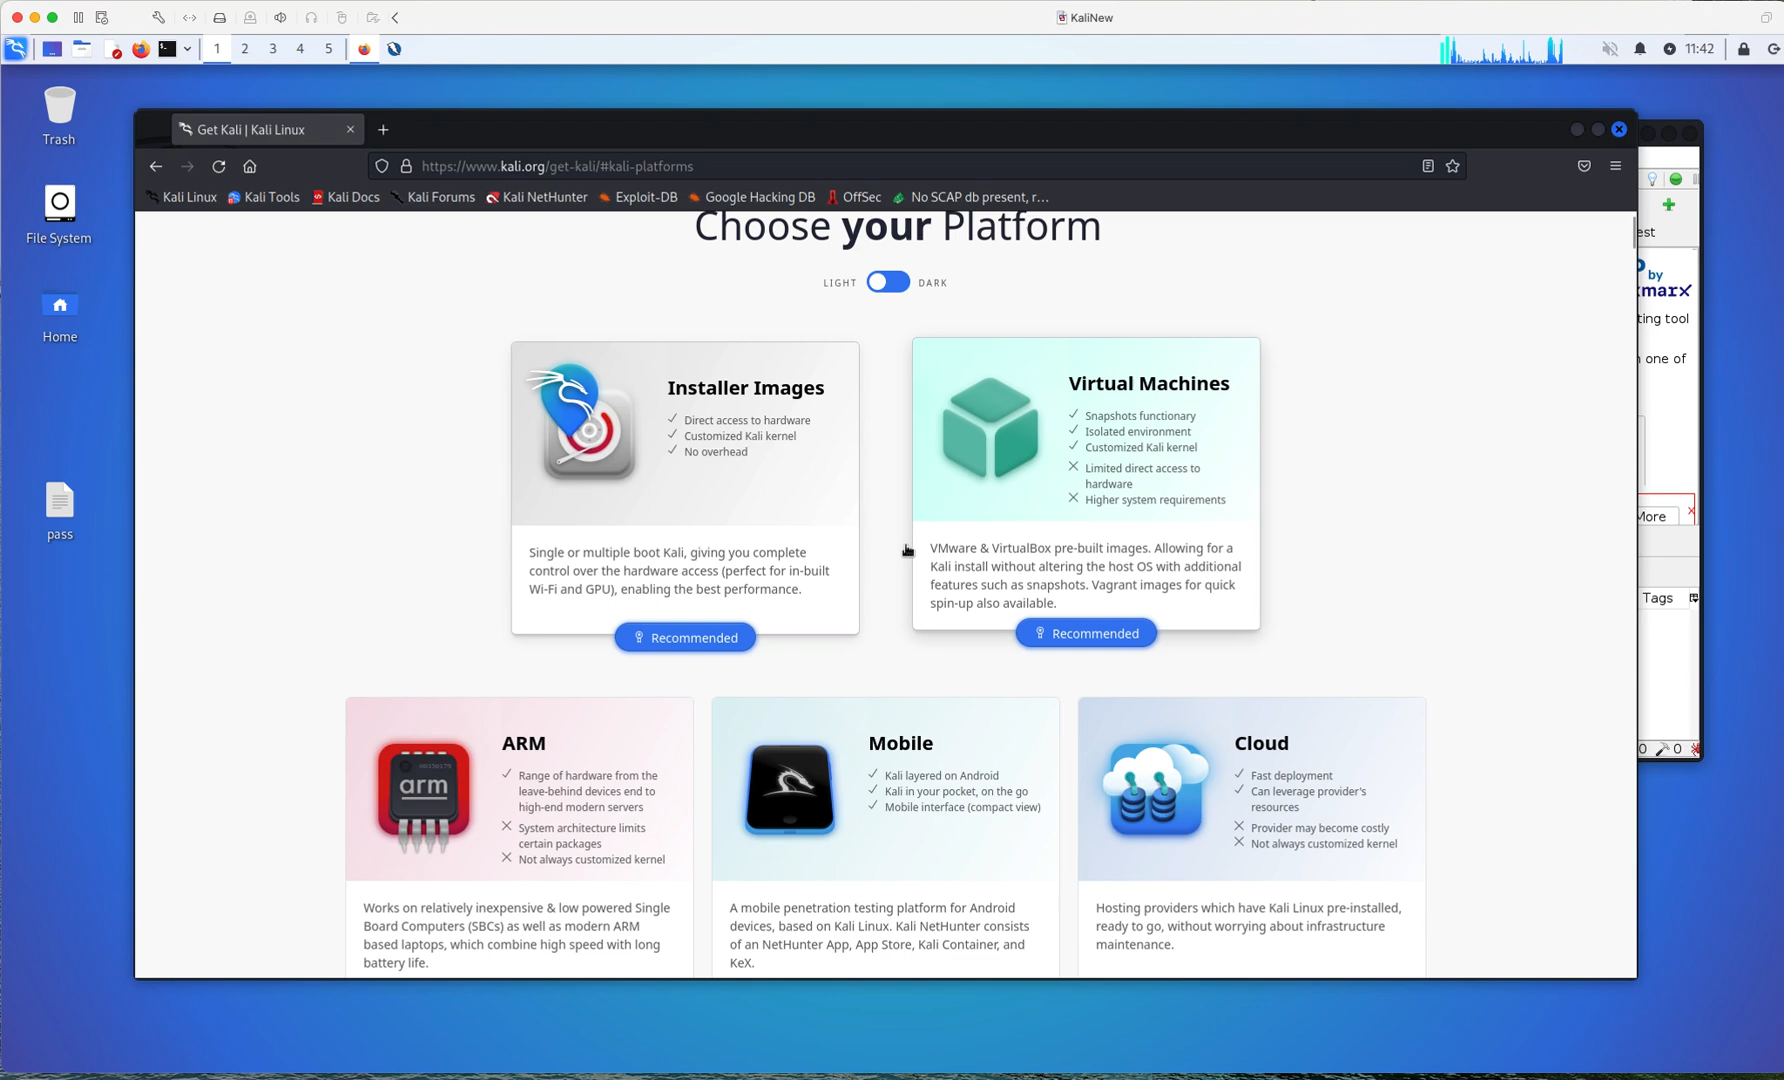 KaliNew
1 2 3 4 5
11:42
Trash
File System
Home
pass
Get Kali | Kali Linux
https://www.kali.org/get-kali/#kali-platforms
Kali Linux Kali Tools Kali Docs Kali Forums Kali NetHunter Exploit-DB Google Hacking DB OffSec No SCAP db present, r…
Choose your Platform
LIGHT DARK
Installer Images
Direct access to hardware
Customized Kali kernel
No overhead
Single or multiple boot Kali, giving you complete
control over the hardware access (perfect for in-built
Wi-Fi and GPU), enabling the best performance.
Recommended
Virtual Machines
Snapshots functionary
Isolated environment
Customized Kali kernel
Limited direct access to
hardware
Higher system requirements
VMware & VirtualBox pre-built images. Allowing for a
Kali install without altering the host OS with additional
features such as snapshots. Vagrant images for quick
spin-up also available.
Recommended
ARM
Range of hardware from the
leave-behind devices end to
high-end modern servers
System architecture limits
certain packages
Not always customized kernel
arm
Works on relatively inexpensive & low powered Single
Board Computers (SBCs) as well as modern ARM
based laptops, which combine high speed with long
battery life.
Mobile
Kali layered on Android
Kali in your pocket, on the go
Mobile interface (compact view)
A mobile penetration testing platform for Android
devices, based on Kali Linux. Kali NetHunter consists
of an NetHunter App, App Store, Kali Container, and
KeX.
Cloud
Fast deployment
Can leverage provider's
resources
Provider may become costly
Not always customized kernel
Hosting providers which have Kali Linux pre-installed,
ready to go, without worrying about infrastructure
maintenance.
est
by
marx
ting tool
one of
More
Tags
0 0